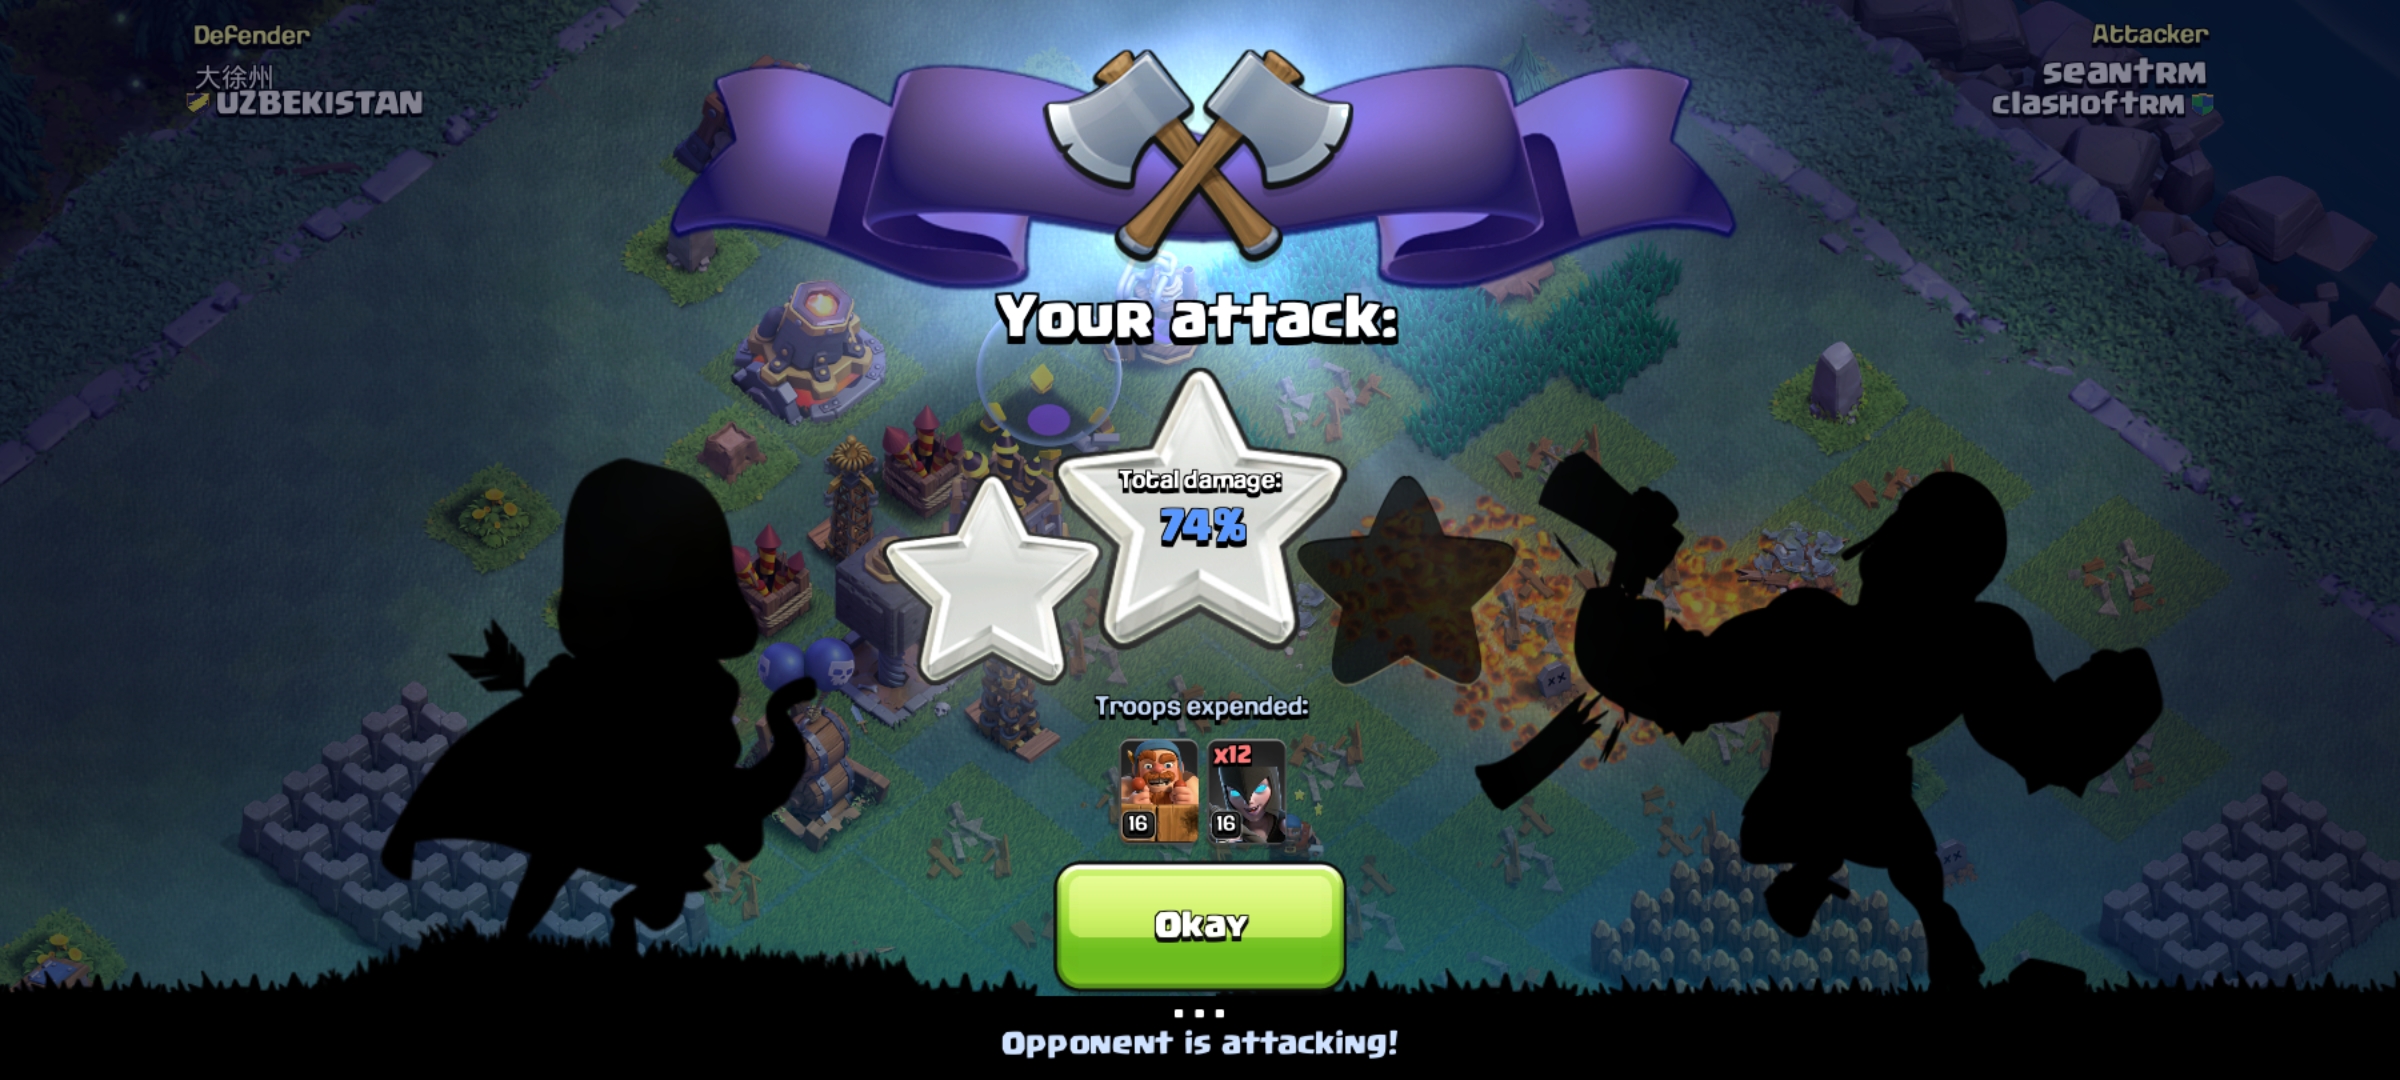 Defender
大徐州
UZBEKISTAN
Attacker
seantRM
clashoftRM
Your attack:
Total damage:
74%
Troops expended:
x12
16
16
Okay
...
Opponent is attacking!